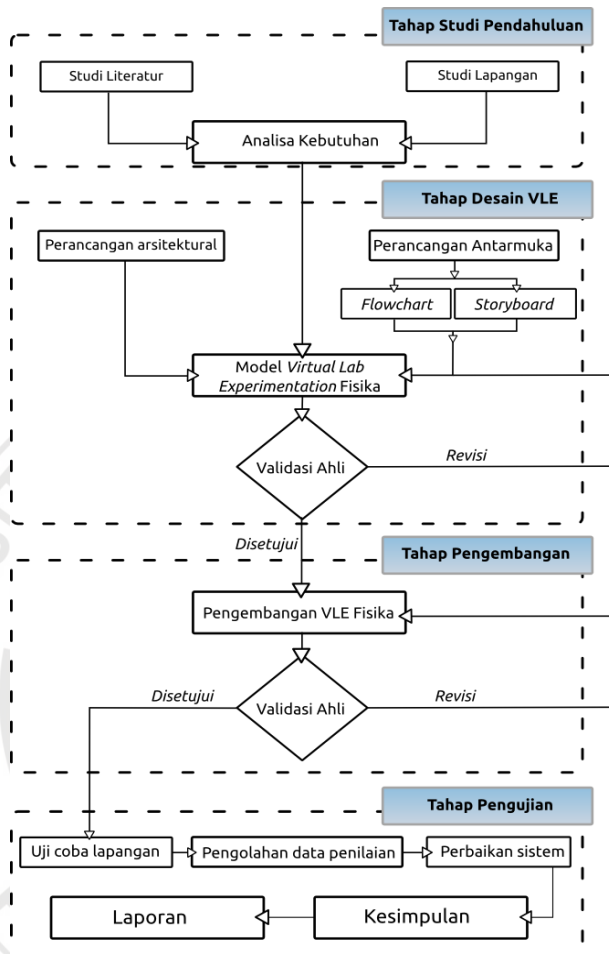 Tahap Studi Pendahuluan
Studi Literatur
Studi Lapangan
Analisa Kebutuhan
Tahap Desain VLE
Perancangan arsitektural
Perancangan Antarmuka
Flowchart
Storyboard
Model Virtual Lab
Experimentation Fisika
Validasi Ahli
Revisi
Disetujui
Tahap Pengembangan
Pengembangan VLE Fisika
Disetujui
Validasi Ahli
Revisi
Tahap Pengujian
Uji coba lapangan
Pengolahan data penilaian
Perbaikan sistem
Laporan
Kesimpulan